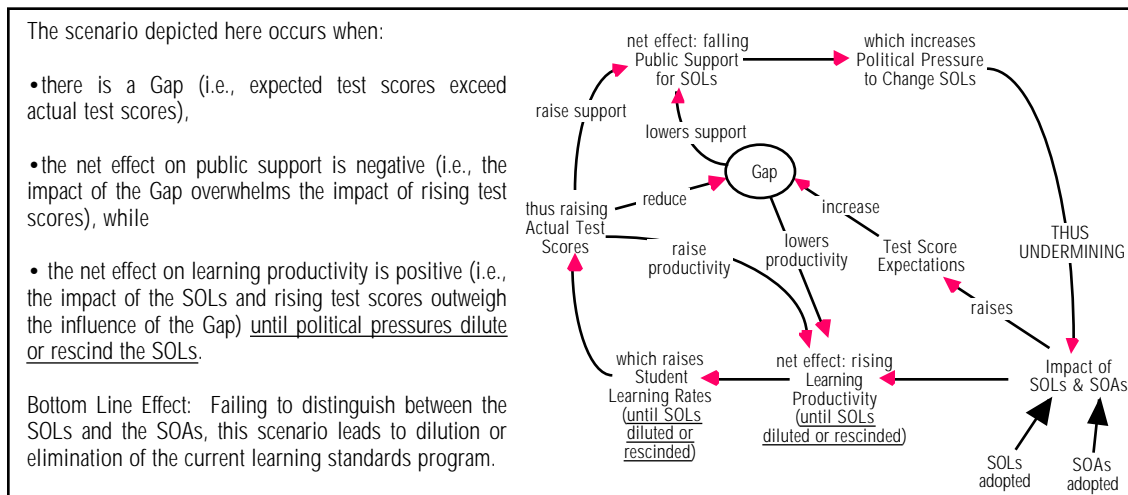 The scenario depicted here occurs when:
•there is a Gap (i.e., expected test scores exceed
actual test scores),
•the net effect on public support is negative (i.e., the
impact of the Gap overwhelms the impact of rising test
scores), while
• the net effect on learning productivity is positive (i.e.,
the impact of the SOLs and rising test scores outweigh
the influence of the Gap) until political pressures dilute
or rescind the SOLs.
Bottom Line Effect: Failing to distinguish between the
SOLs and the SOAs, this scenario leads to dilution or
elimination of the current learning standards program.
net effect: falling
Public Support
for SOLs
which increases
Political Pressure
to Change SOLs
raise support
lowers support
Gap
reduce
increase
thus raising
Actual Test
Scores
raise
productivity
lowers
productivity
Test Score
Expectations
THUS
UNDERMINING
raises
which raises
Student
Learning Rates
(until SOLs
diluted or
rescinded)
net effect: rising
Learning
Productivity
(until SOLs
diluted or rescinded)
Impact of
SOLs & SOAs
SOLs
adopted
SOAs
adopted